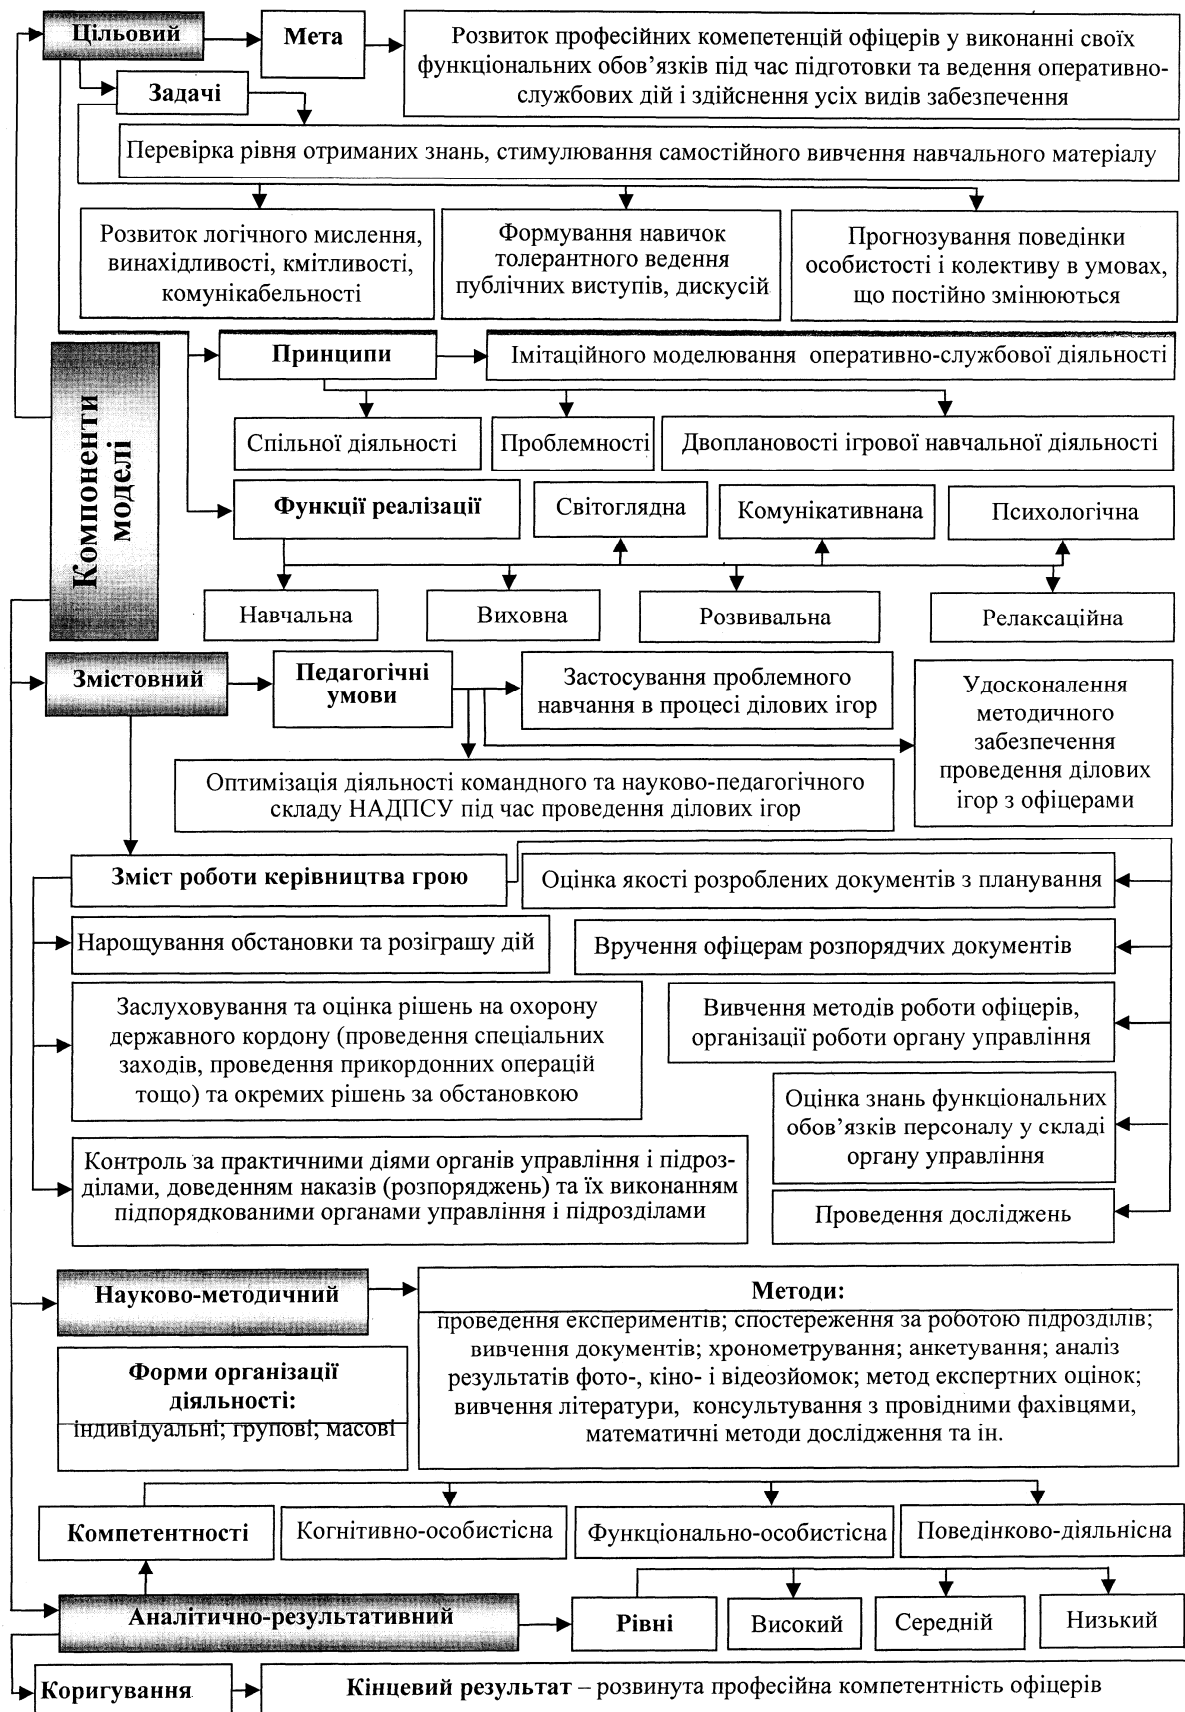 Цільовий
Мета
Розвиток професійних комепетенцій офіцерів у виконанні своїх
функціональних обов’язків під час підготовки та ведення оперативно-
службових дій і здійснення усіх видів забезпечення
Задачі
Перевірка рівня отриманих знань, стимулювання самостійного вивчення навчального матеріалу
Розвиток логічного мислення,
винахідливості, кмітливості,
комунікабельності
Формування навичок
толерантного ведення
публічних виступів, дискусій
Прогнозування поведінки
особистості і колективу в умовах,
що постійно змінюються
Компоненти
моделі
Принципи
Імітаційного моделювання оперативно-службової діяльності
Спільної діяльності
Проблемності
Двоплановості ігрової навчальної діяльності
Функції реалізації
Світоглядна
Комунікативнана
Психологічна
Навчальна
Виховна
Розвивальна
Релаксаційна
Змістовний
Педагогічні
умови
Застосування проблемного
навчання в процесі ділових ігор
Удосконалення
методичного
забезпечення
проведення ділових
ігор з офіцерами
Оптимізація діяльності командного та науково-педагогічного
складу НАДПСУ під час проведення ділових ігор
Зміст роботи керівництва грою
Оцінка якості розроблених документів з планування
Нарощування обстановки та розіграшу дій
Вручення офіцерам розпорядчих документів
Заслуховування та оцінка рішень на охорону
державного кордону (проведення спеціальних
заходів, проведення прикордонних операцій
тощо) та окремих рішень за обстановкою
Вивчення методів роботи офіцерів,
організації роботи органу управління
Оцінка знань функціональних
обов’язків персоналу у складі
органу управління
Контроль за практичними діями органів управління і підроз-
ділами, доведенням наказів (розпоряджень) та їх виконанням
підпорядкованими органами управління і підрозділами
Проведення досліджень
Науково-методичний
Методи:
проведення експериментів; спостереження за роботою підрозділів;
вивчення документів; хронометрування; анкетування; аналіз
результатів фото-, кіно- і відеозйомок; метод експертних оцінок;
вивчення літератури, консультування з провідними фахівцями,
математичні методи дослідження та ін.
Форми організації
діяльності:
індивідуальні; групові; масові
Компетентності
Когнітивно-особистісна
Функціонально-особистісна
Поведінково-діяльнісна
Аналітично-результативний
Рівні
Високий
Середній
Низький
Коригування
Кінцевий результат – розвинута професійна компетентність офіцерів